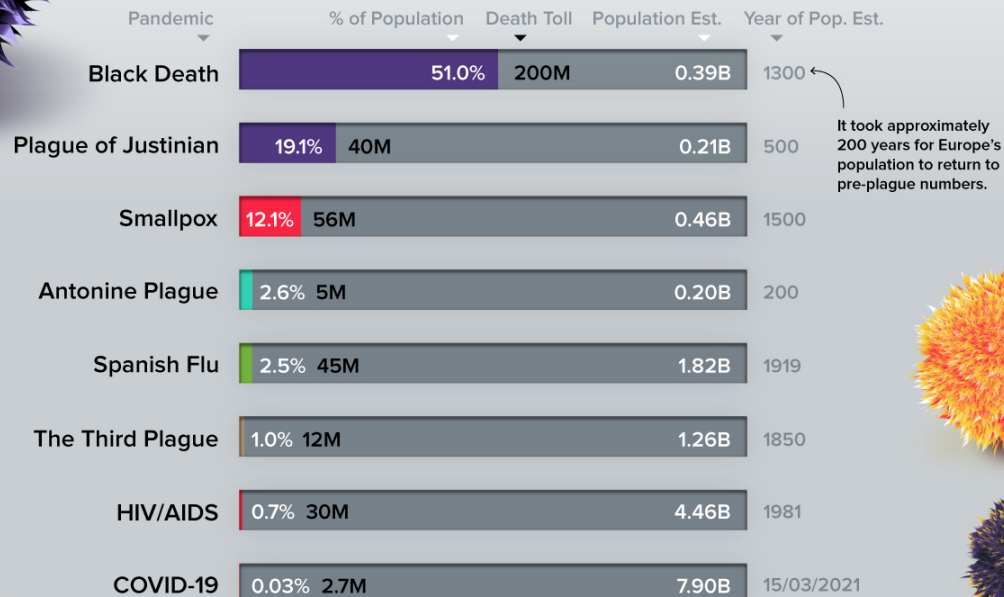 Pandemic % of Population Death Toll Population Est. Year of Pop. Est.
Black Death 51.0% 200M 0.39B 1300
It took approximately
200 years for Europe's
population to return to
pre-plague numbers.
Plague of Justinian 19.1% 40M 0.21B 500
Smallpox 12.1% 56M 0.46B 1500
Antonine Plague 2.6% 5M 0.20B 200
Spanish Flu 2.5% 45M 1.82B 1919
The Third Plague 1.0% 12M 1.26B 1850
HIV/AIDS 0.7% 30M 4.46B 1981
COVID-19 0.03% 2.7M 7.90B 15/03/2021